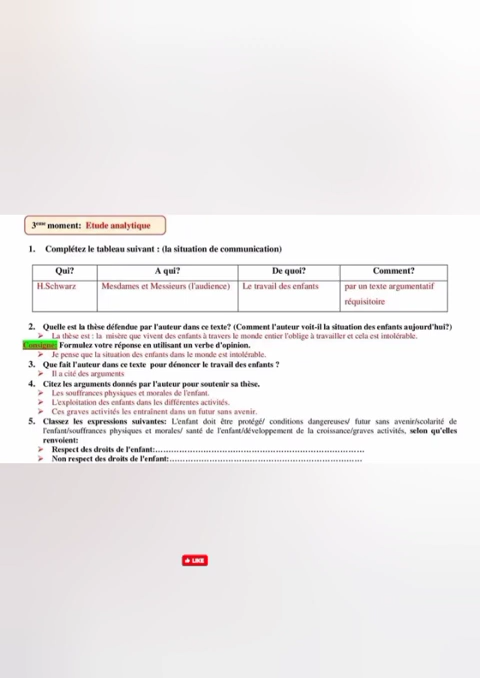 3ème moment: Etude analytique
1. Complétez le tableau suivant : (la situation de communication)
Qui? A qui? De quoi? Comment?
H.Schwarz Mesdames et Messieurs (l'audience) Le travail des enfants par un texte argumentatif
réquisitoire
2. Quelle est la thèse défendue par l'auteur dans ce texte? (Comment l'auteur voit-il la situation des enfants aujourd'hui?)
➤ La thèse est : la misère que vivent des enfants à travers le monde entier l'oblige à travailler et cela est intolérable.
Consigne: Formulez votre réponse en utilisant un verbe d'opinion.
➤ Je pense que la situation des enfants dans le monde est intolérable.
3. Que fait l'auteur dans ce texte pour dénoncer le travail des enfants ?
➤ Il a cité des arguments
4. Citez les arguments donnés par l'auteur pour soutenir sa thèse.
➤ Les souffrances physiques et morales de l'enfant.
➤ L'exploitation des enfants dans les différentes activités.
➤ Ces graves activités les entraînent dans un futur sans avenir.
5. Classez les expressions suivantes: L'enfant doit être protégé/ conditions dangereuses/ futur sans avenir/scolarité de
l'enfant/souffrances physiques et morales/ santé de l'enfant/développement de la croissance/graves activités, selon qu'elles
renvoient:
➤ Respect des droits de l'enfant:..........................................................................
➤ Non respect des droits de l'enfant:....................................................................
LIKE